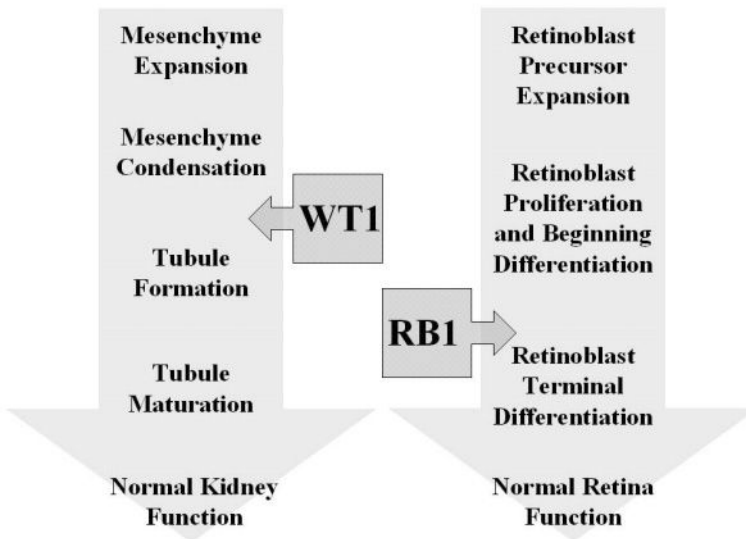 Mesenchyme
Expansion
Mesenchyme
Condensation
WT1
Tubule
Formation
Tubule
Maturation
Normal Kidney
Function
Retinoblast
Precursor
Expansion
Retinoblast
Proliferation
and Beginning
Differentiation
RB1
Retinoblast
Terminal
Differentiation
Normal Retina
Function